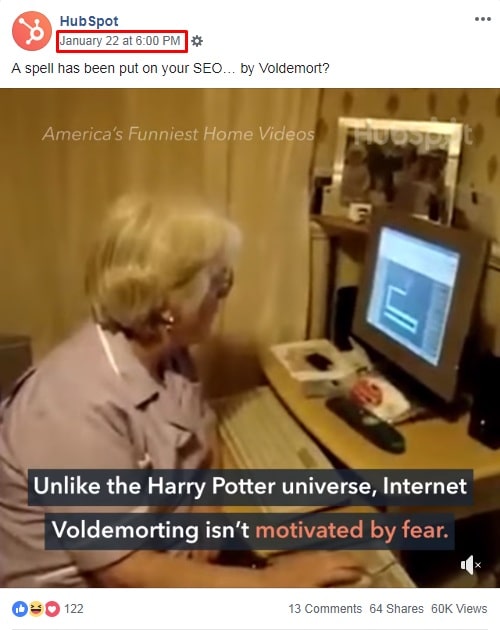 HubSpot
January 22 at 6:00 PM
A spell has been put on your SEO... by Voldemort?
America's Funniest Home Videos
HubSpot
Unlike the Harry Potter universe, Internet
Voldemorting isn't motivated by fear.
122
13 Comments 64 Shares 60K Views